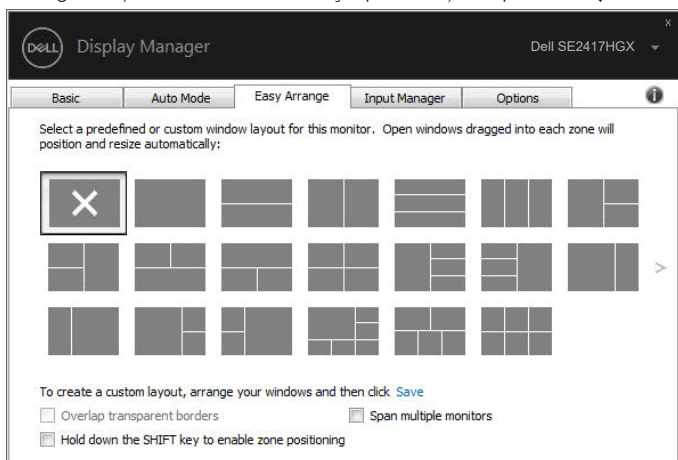 DELL Display Manager
Dell SE2417HGX
x
Basic Auto Mode Easy Arrange Input Manager Options
Select a predefined or custom window layout for this monitor. Open windows dragged into each zone will
position and resize automatically:
>
To create a custom layout, arrange your windows and then click Save
Overlap transparent borders Span multiple monitors
Hold down the SHIFT key to enable zone positioning